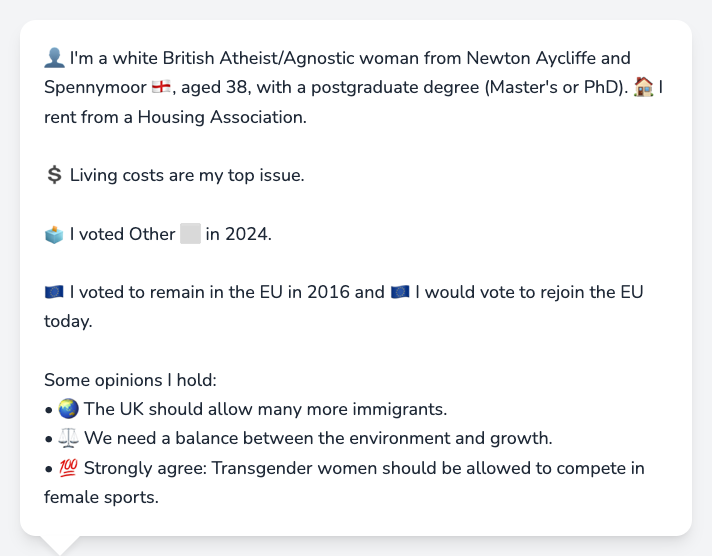 👤 I'm a white British Atheist/Agnostic woman from Newton Aycliffe and
Spennymoor 🏴󠁧󠁢󠁥󠁮󠁧󠁿, aged 38, with a postgraduate degree (Master's or PhD). 🏠 I
rent from a Housing Association.
💲 Living costs are my top issue.
🗳️ I voted Other ⬜ in 2024.
🇪🇺 I voted to remain in the EU in 2016 and 🇪🇺 I would vote to rejoin the EU
today.
Some opinions I hold:
• 🌏 The UK should allow many more immigrants.
• ⚖️ We need a balance between the environment and growth.
• 💯 Strongly agree: Transgender women should be allowed to compete in
female sports.